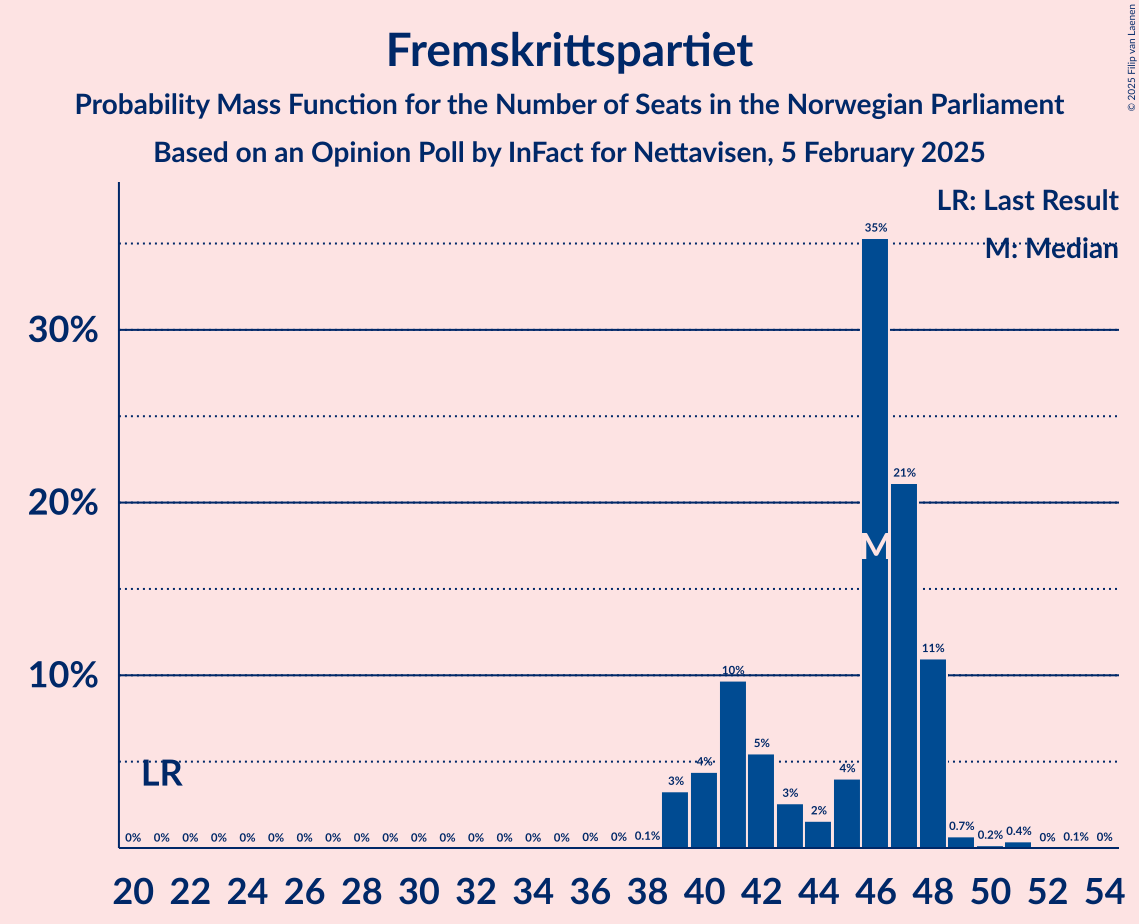 Fremskrittspartiet
Probability Mass Function for the Number of Seats in the Norwegian Parliament
Based on an Opinion Poll by InFact for Nettavisen, 5 February 2025
© 2025 Filip van Laenen
LR: Last Result
M: Median
35%
30%
21%
20%
M
11%
10%
10%
5%
4%
4%
3%
3%
2%
LR
0% 0% 0% 0% 0% 0% 0% 0% 0% 0% 0% 0% 0% 0% 0% 0% 0% 0% 0.1% 0.7% 0.2% 0.4% 0% 0.1% 0%
20 22 24 26 28 30 32 34 36 38 40 42 44 46 48 50 52 54